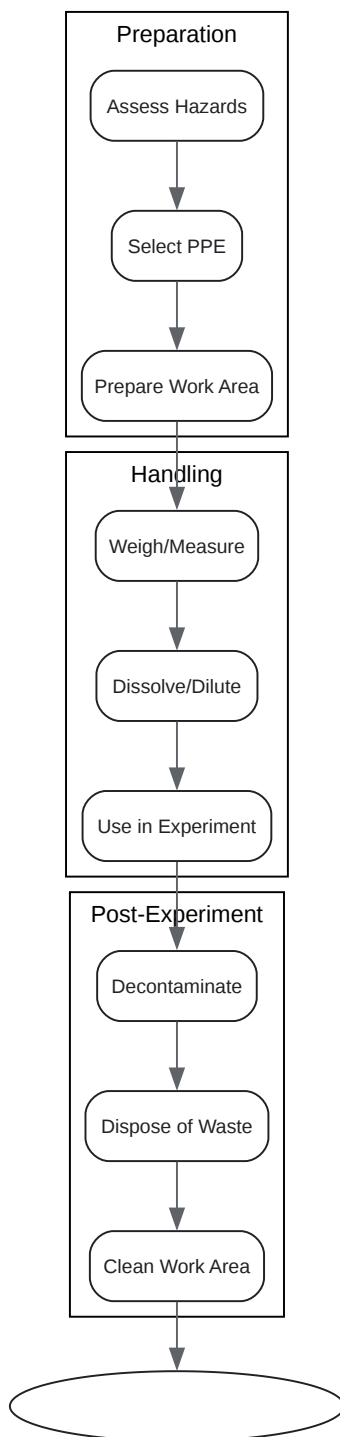 Preparation
Assess Hazards
Select PPE
Prepare Work Area
Handling
Weigh/Measure
Dissolve/Dilute
Use in Experiment
Post-Experiment
Decontaminate
Dispose of Waste
Clean Work Area